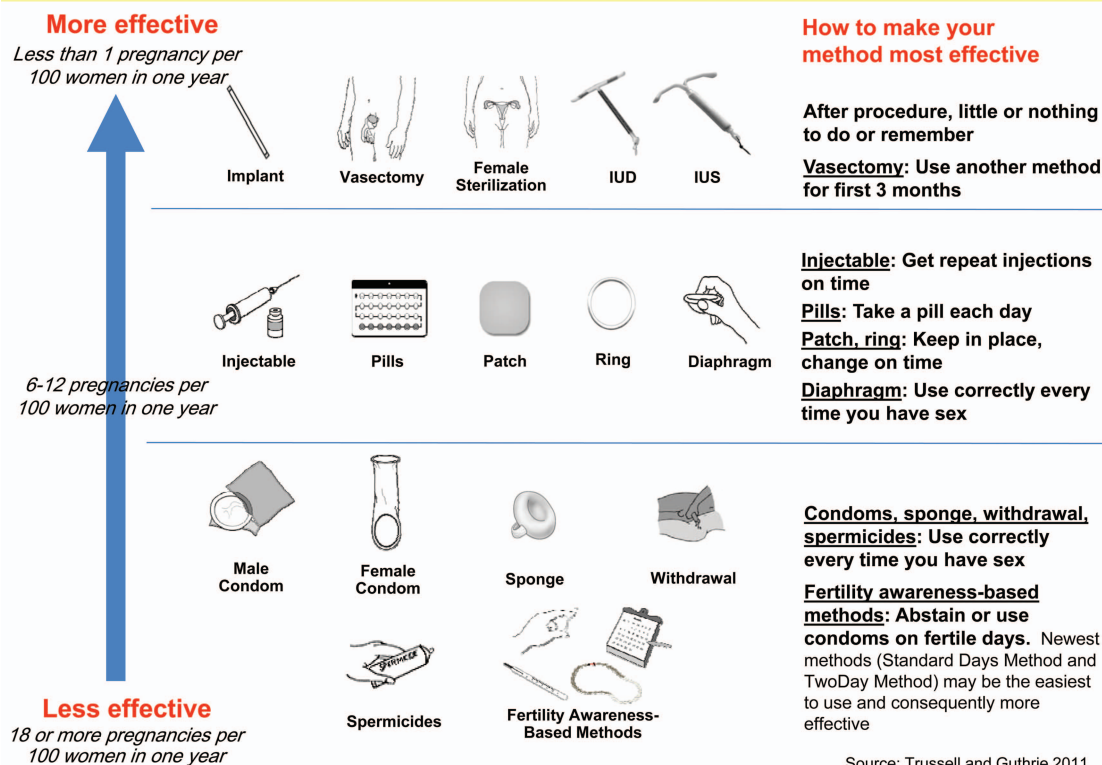 More effective
Less than 1 pregnancy per
100 women in one year
How to make your
method most effective
After procedure, little or nothing
to do or remember
Vasectomy: Use another method
for first 3 months
Implant
Vasectomy
Female
Sterilization
IUD
IUS
Injectable: Get repeat injections
on time
Pills: Take a pill each day
Patch, ring: Keep in place,
change on time
Diaphragm: Use correctly every
time you have sex
Injectable
Pills
Patch
Ring
Diaphragm
6-12 pregnancies per
100 women in one year
Male
Condom
Female
Condom
Sponge
Withdrawal
Condoms, sponge, withdrawal,
spermicides: Use correctly
every time you have sex
Fertility awareness-based
methods: Abstain or use
condoms on fertile days. Newest
methods (Standard Days Method and
TwoDay Method) may be the easiest
to use and consequently more
effective
SPERMICIDE
Spermicides
Fertility Awareness-
Based Methods
Less effective
18 or more pregnancies per
100 women in one year
Source: Trussell and Guthrie 2011